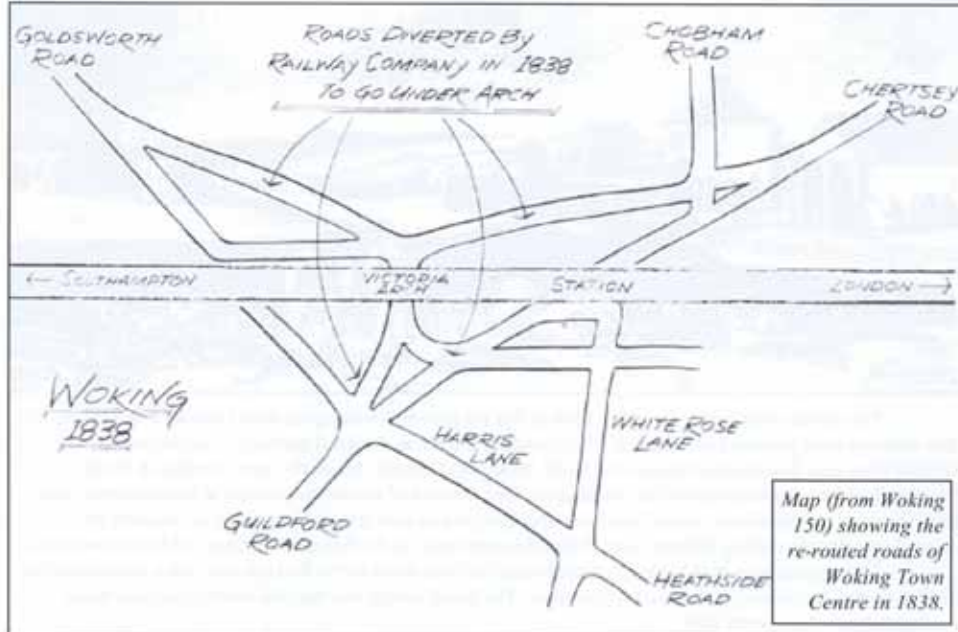 GOLDSWORTH
ROAD
ROADS DIVERTED BY
RAILWAY COMPANY IN 1838
TO GO UNDER ARCH
CHOBHAM
ROAD
CHERTSEY
ROAD
← SOUTHAMPTON
VICTORIA
ARCH
STATION
LONDON →
WOKING
1838
HARRIS
LANE
WHITE ROSE
LANE
GUILDFORD
ROAD
HEATHSIDE
ROAD
Map (from Woking
150) showing the
re-routed roads of
Woking Town
Centre in 1838.